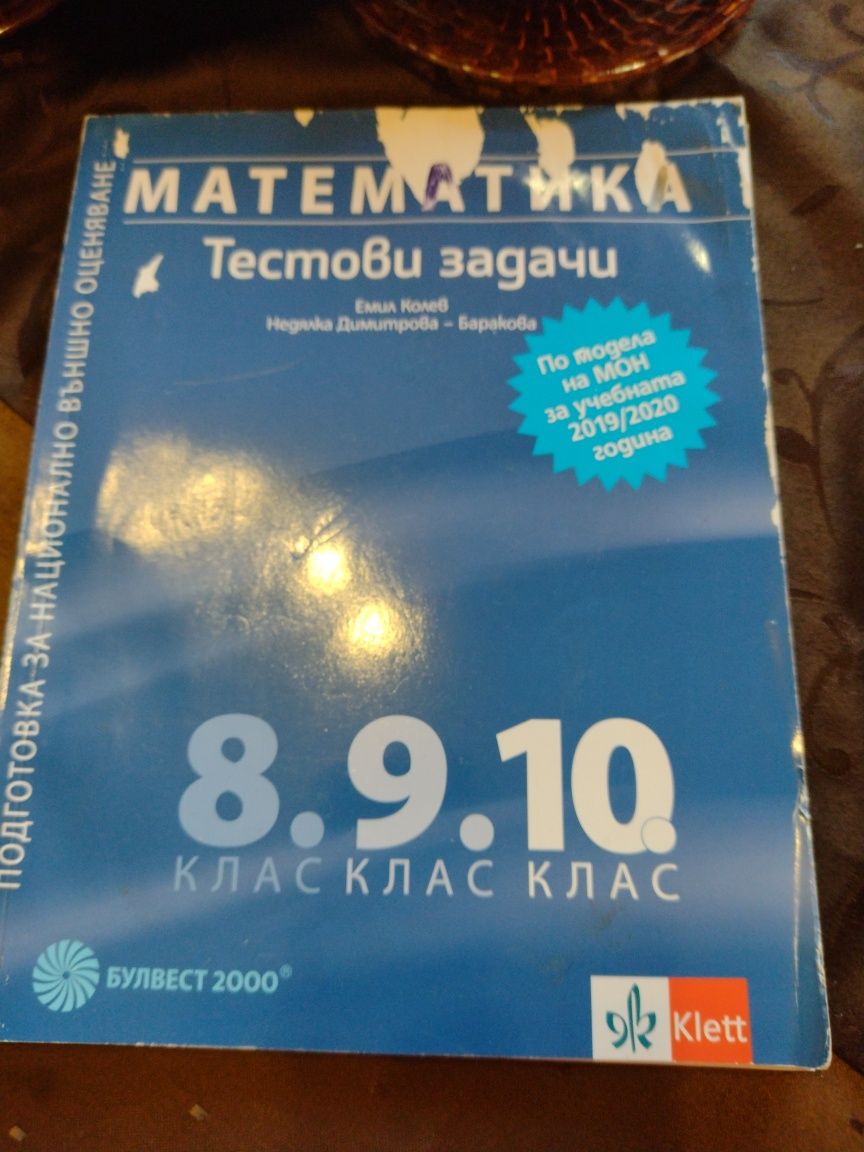 МАТЕМАТИКА
Тестови задачи
Емил Колев
Недялка Димитрова – Баракова
По модела
на МОН
за учебната
2019/2020
година
ПОДГОТОВКА ЗА НАЦИОНАЛНО ВЪНШНО ОЦЕНЯВАНЕ
8. 9. 10.
КЛАС КЛАС КЛАС
БУЛВЕСТ 2000®
Klett